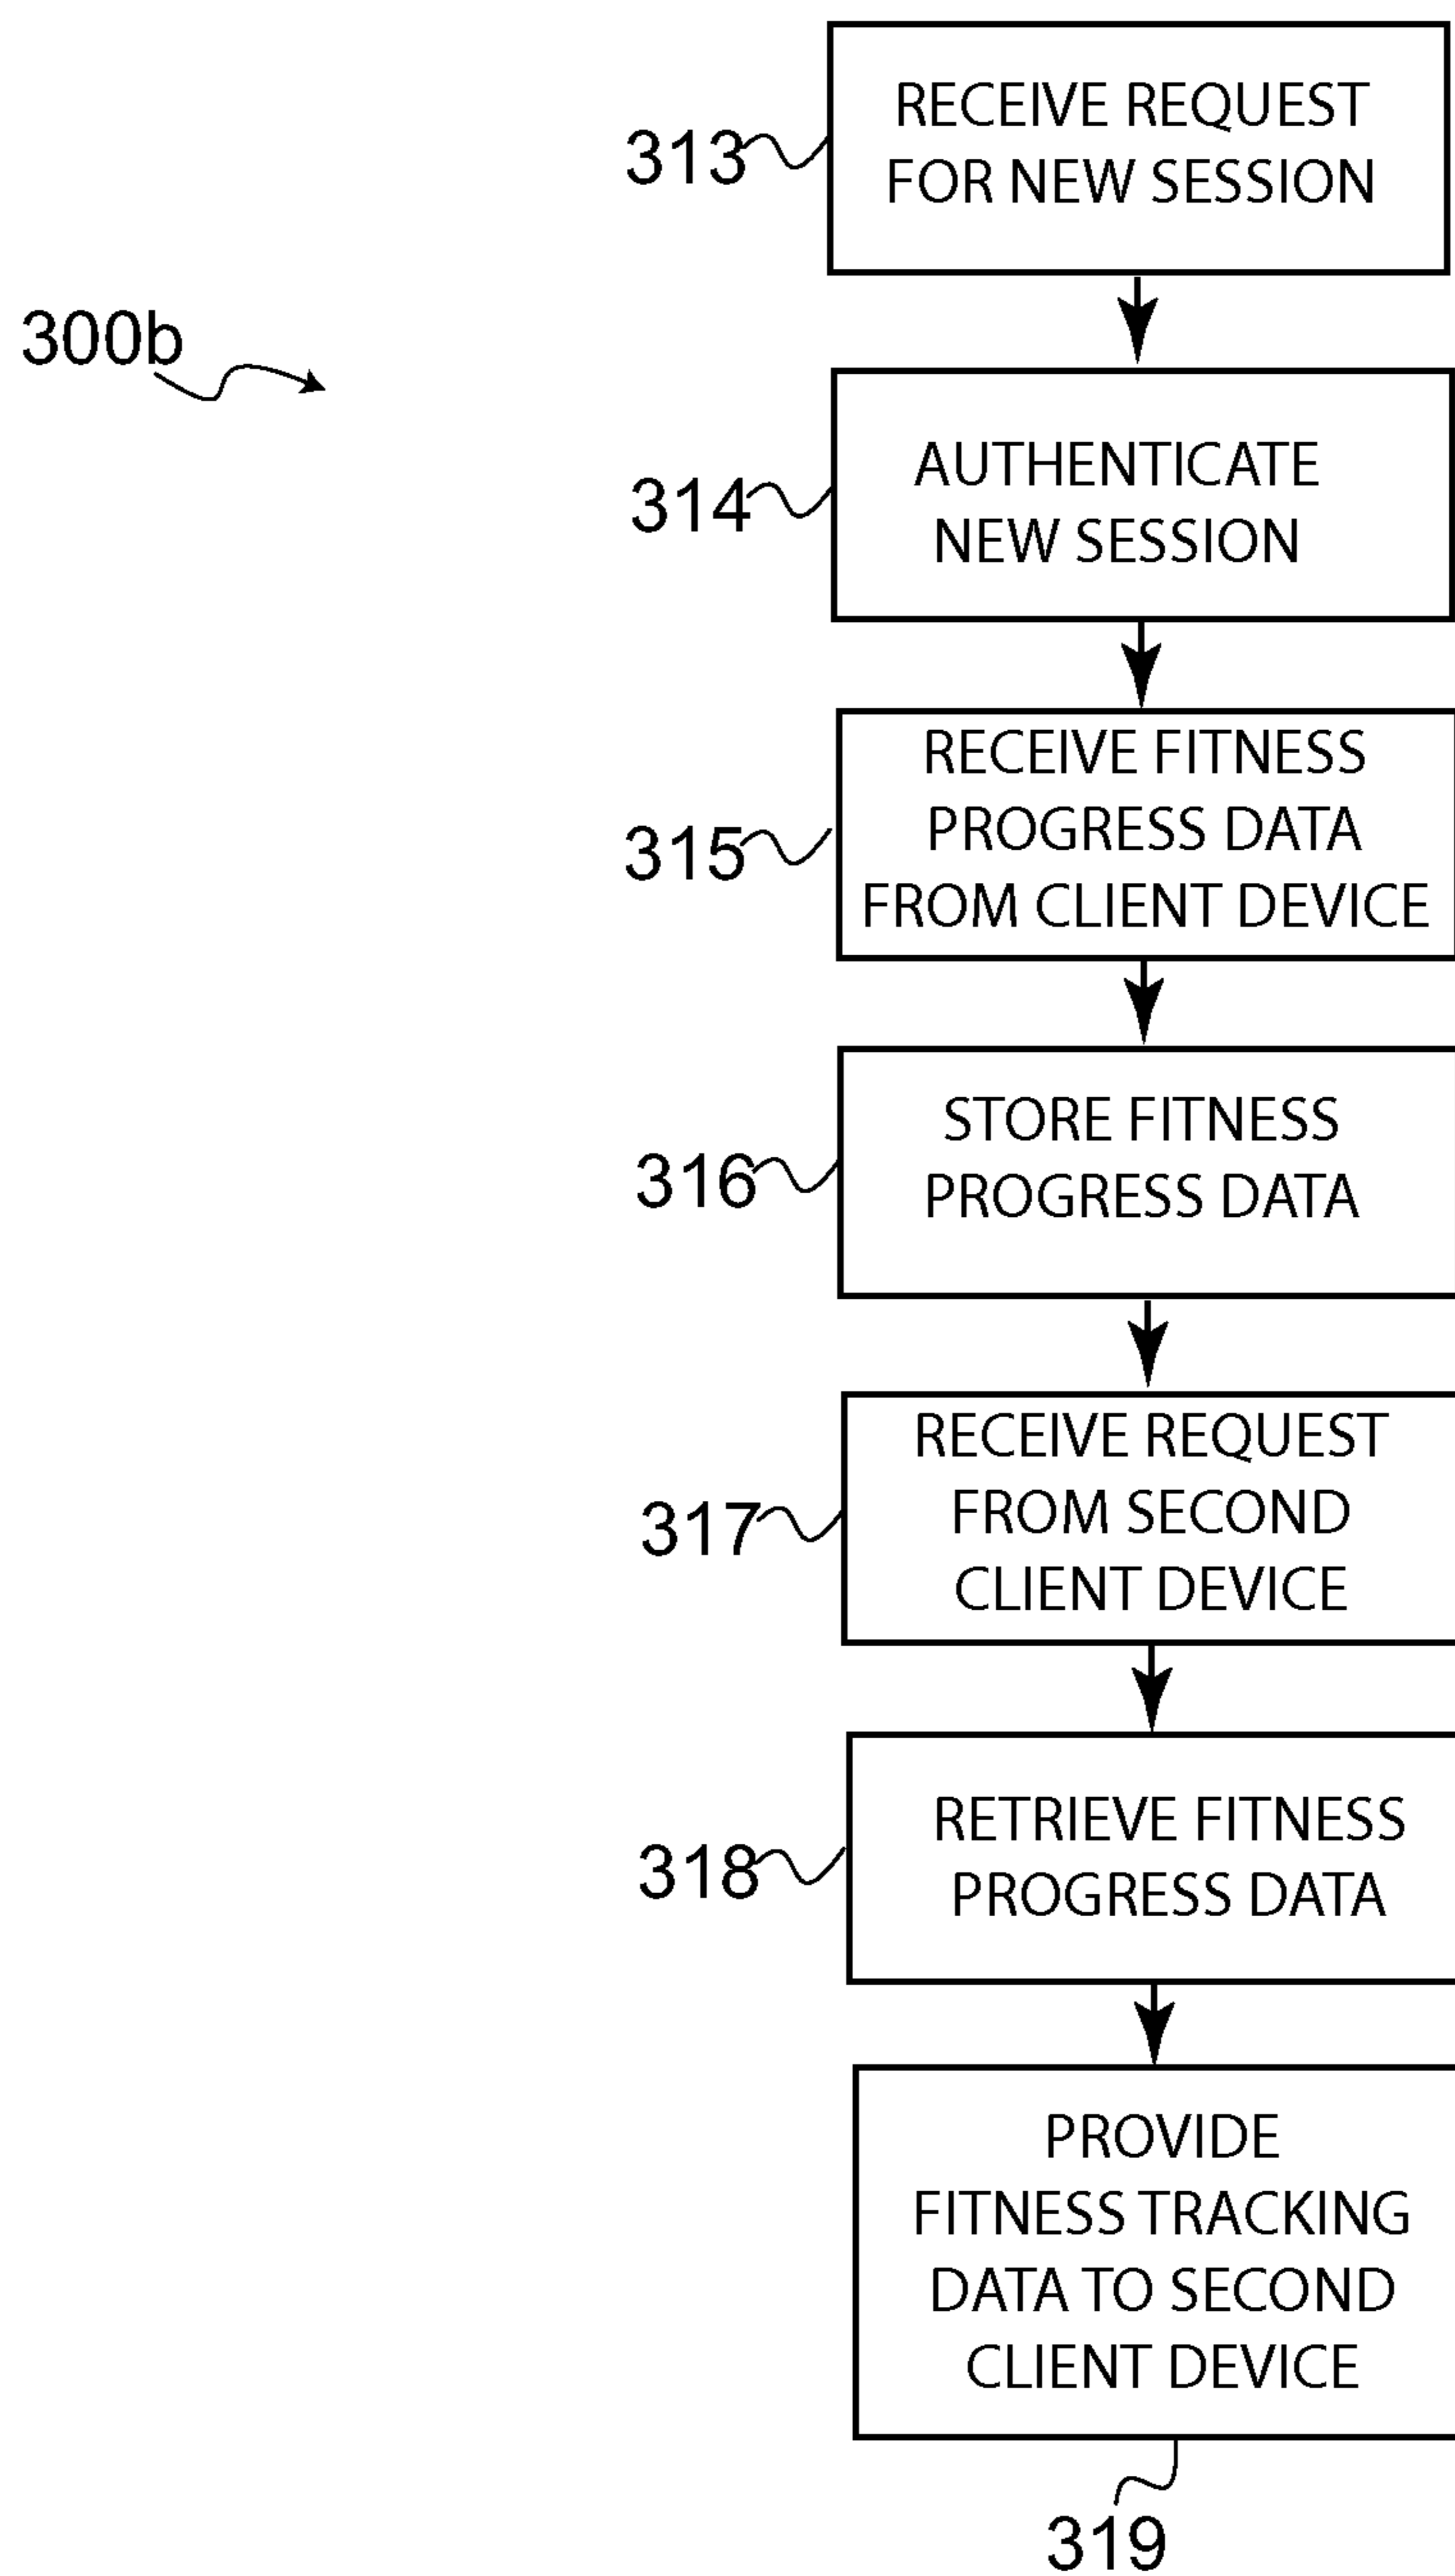 RECEIVE REQUEST
FOR NEW SESSION
313
300b
AUTHENTICATE
NEW SESSION
314
RECEIVE FITNESS
PROGRESS DATA
FROM CLIENT DEVICE
315
STORE FITNESS
PROGRESS DATA
316
RECEIVE REQUEST
FROM SECOND
CLIENT DEVICE
317
RETRIEVE FITNESS
PROGRESS DATA
318
PROVIDE
FITNESS TRACKING
DATA TO SECOND
CLIENT DEVICE
319